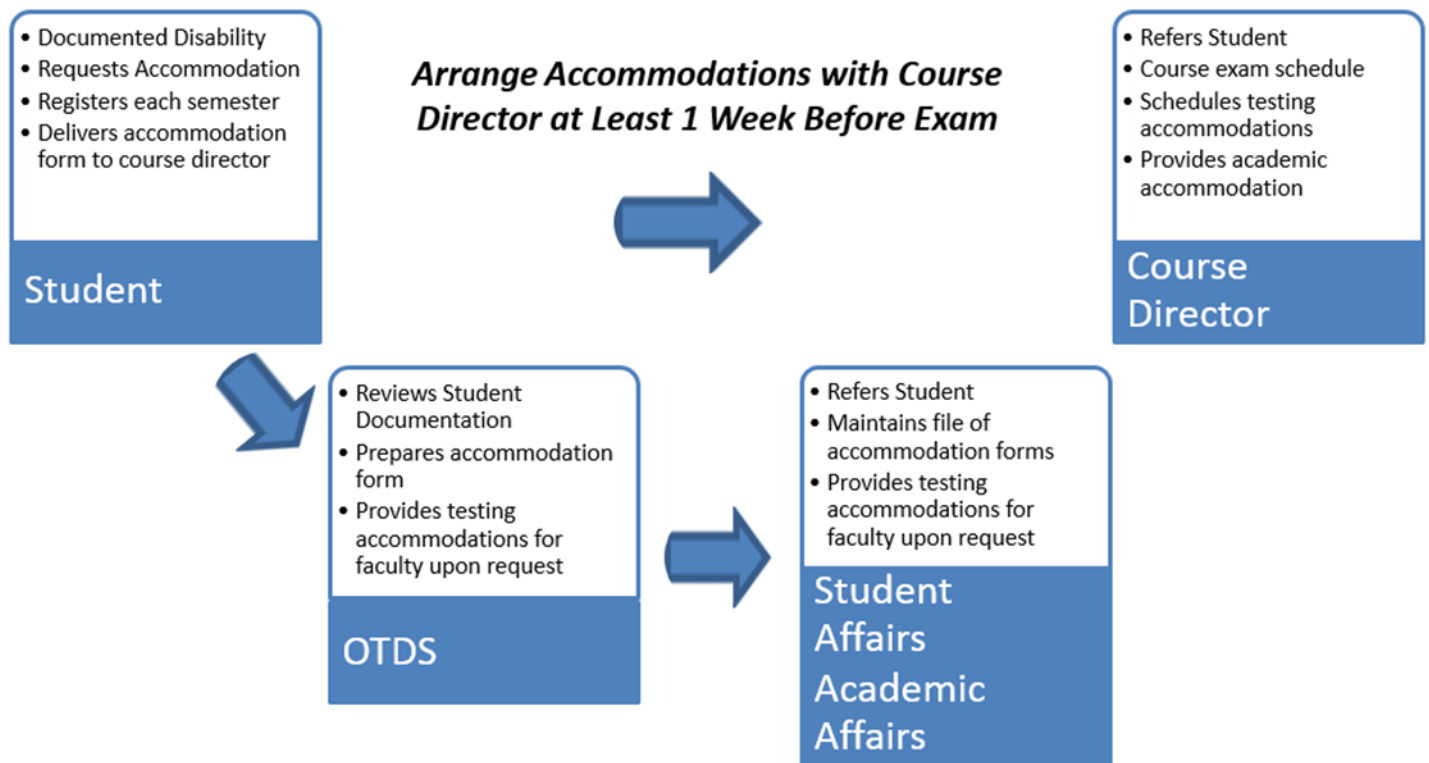 • Documented Disability
• Requests Accommodation
• Registers each semester
• Delivers accommodation
form to course director
Student
Arrange Accommodations with Course
Director at Least 1 Week Before Exam
• Refers Student
• Course exam schedule
• Schedules testing
accommodations
• Provides academic
accommodation
Course
Director
• Reviews Student
Documentation
• Prepares accommodation
form
• Provides testing
accommodations for
faculty upon request
OTDS
• Refers Student
• Maintains file of
accommodation forms
• Provides testing
accommodations for
faculty upon request
Student
Affairs
Academic
Affairs